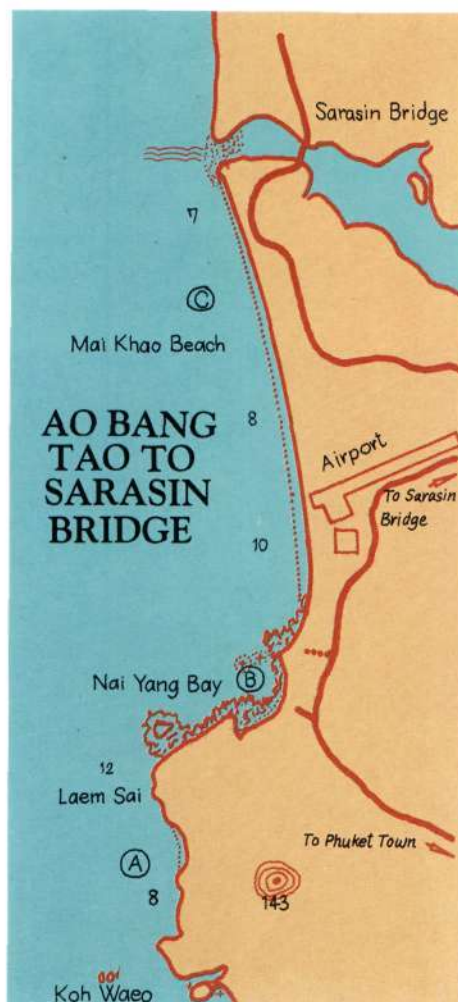 Sarasin Bridge
7
C
Mai Khao Beach
AO BANG
TAO TO
SARASIN
BRIDGE
8
Airport
To Sarasin
Bridge
10
Nai Yang Bay
B
12
Laem Sai
To Phuket Town
A
8
143
Koh Waeo